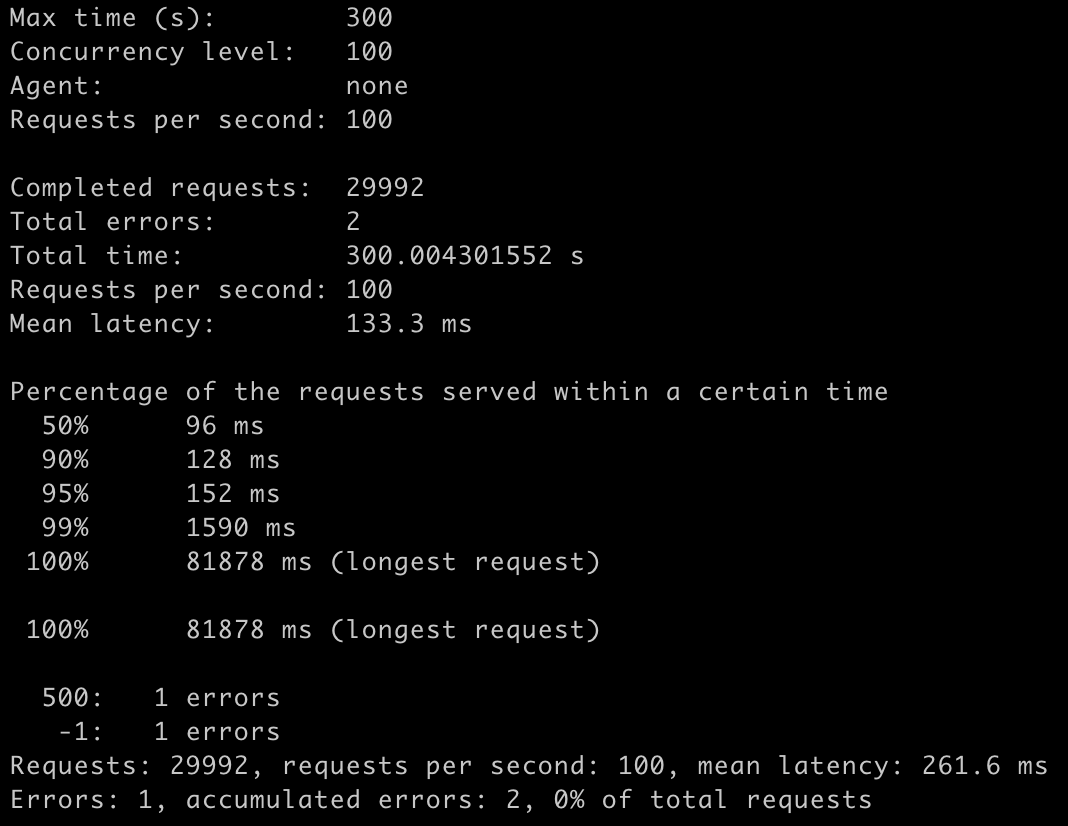 Max time (s):        300
Concurrency level:   100
Agent:               none
Requests per second: 100

Completed requests:  29992
Total errors:        2
Total time:          300.004301552 s
Requests per second: 100
Mean latency:        133.3 ms

Percentage of the requests served within a certain time
  50%      96 ms
  90%      128 ms
  95%      152 ms
  99%      1590 ms
 100%      81878 ms (longest request)

 100%      81878 ms (longest request)

  500:   1 errors
   -1:   1 errors
Requests: 29992, requests per second: 100, mean latency: 261.6 ms
Errors: 1, accumulated errors: 2, 0% of total requests